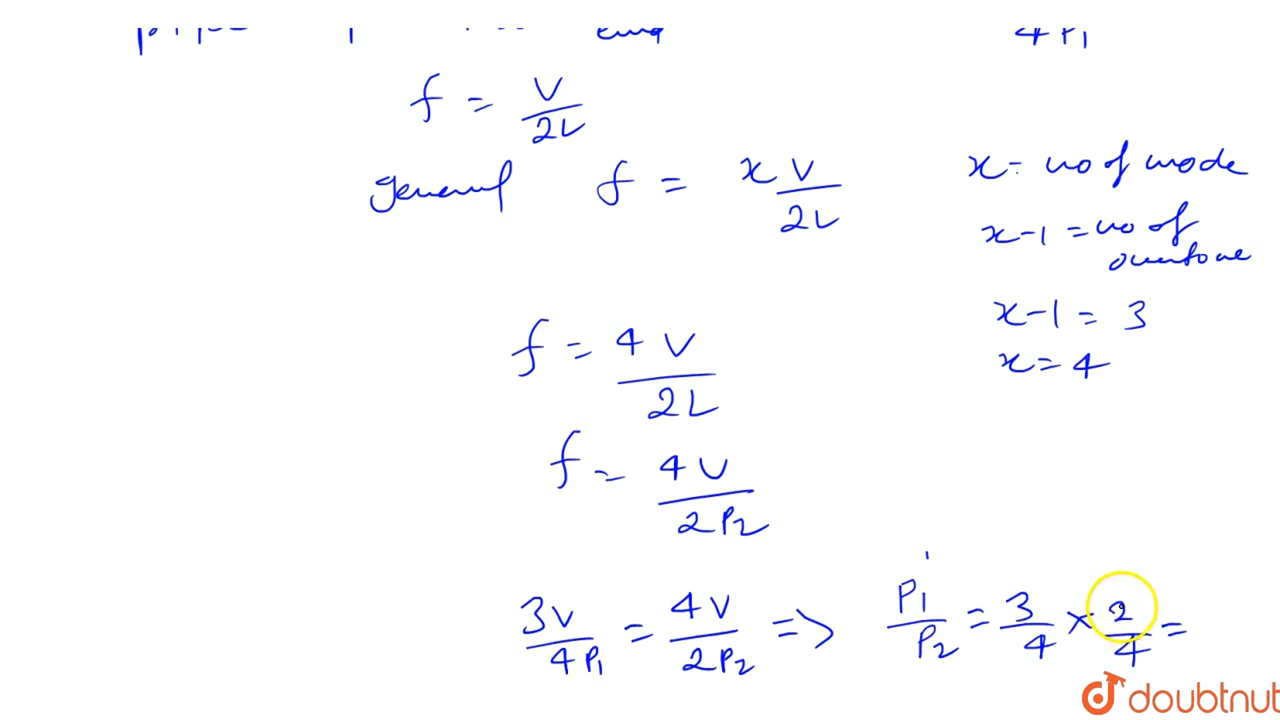 4P₁
f = V/2L
general f = x V/2L
x = no of mode
x-1 = no of
overtone
x-1 = 3
x = 4
f = 4V/2L
f = 4V/2P₂
3V/4P₁ = 4V/2P₂ => P₁/P₂ = 3/4 × 2/4 =
doubtnut